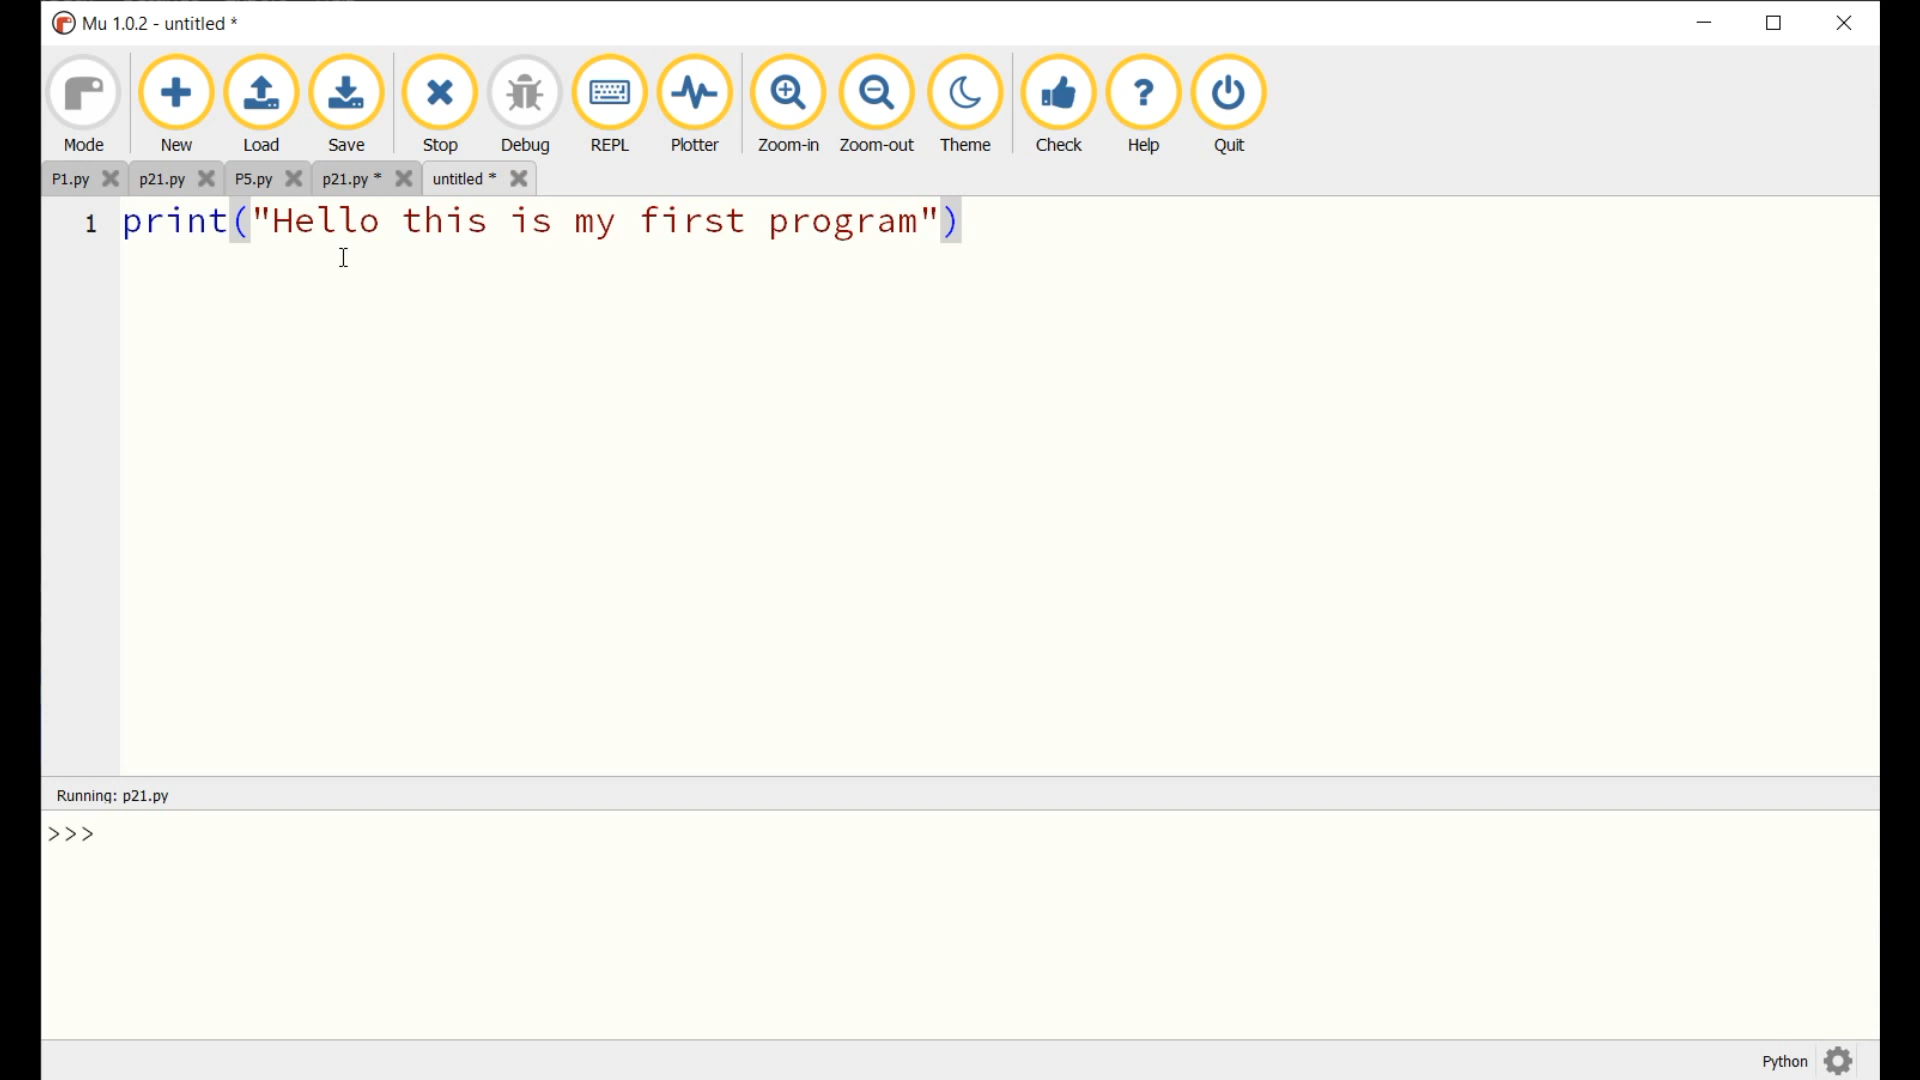 Mu 1.0.2 - untitled *
Mode New Load Save Stop Debug REPL Plotter Zoom-in Zoom-out Theme Check Help Quit
P1.py p21.py P5.py p21.py * untitled *
1 print("Hello this is my first program")
Running: p21.py
>>>
Python